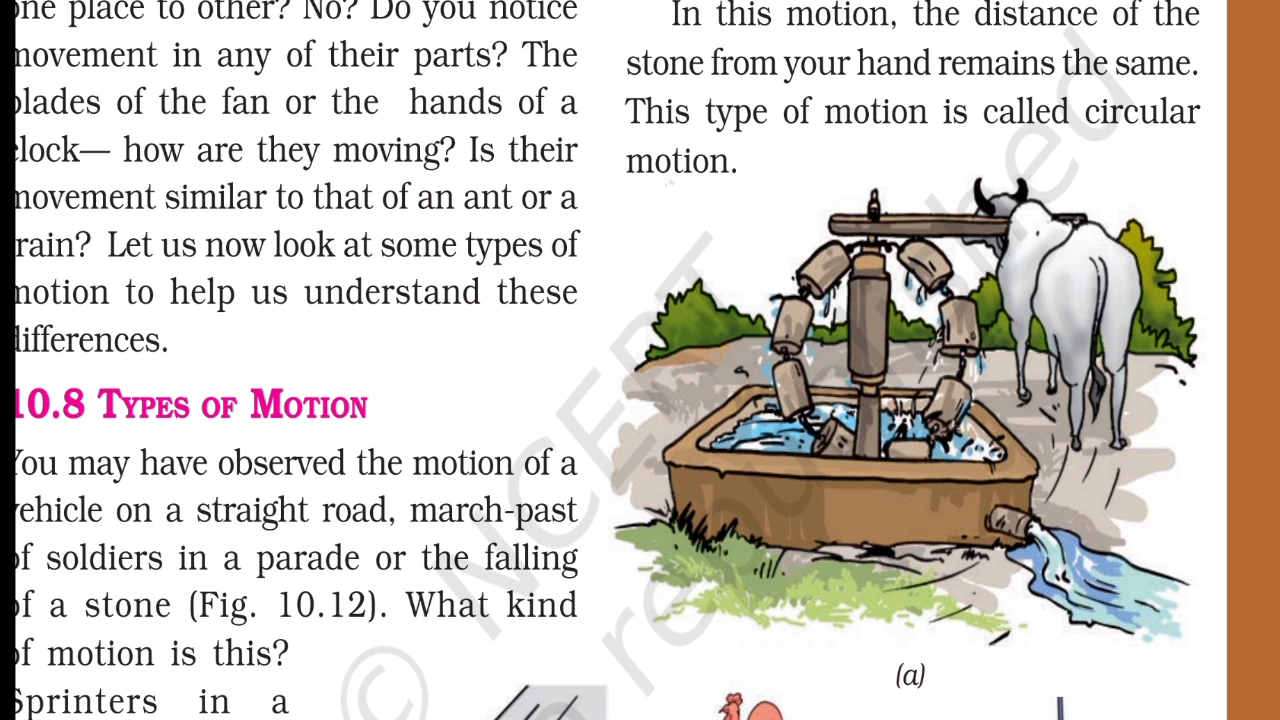 one place to other? No? Do you notice
movement in any of their parts? The
blades of the fan or the hands of a
clock— how are they moving? Is their
movement similar to that of an ant or a
train? Let us now look at some types of
motion to help us understand these
differences.
10.8 TYPES OF MOTION
You may have observed the motion of a
vehicle on a straight road, march-past
of soldiers in a parade or the falling
of a stone (Fig. 10.12). What kind
of motion is this?
Sprinters in a
In this motion, the distance of the
stone from your hand remains the same.
This type of motion is called circular
motion.
(a)
© NCERT